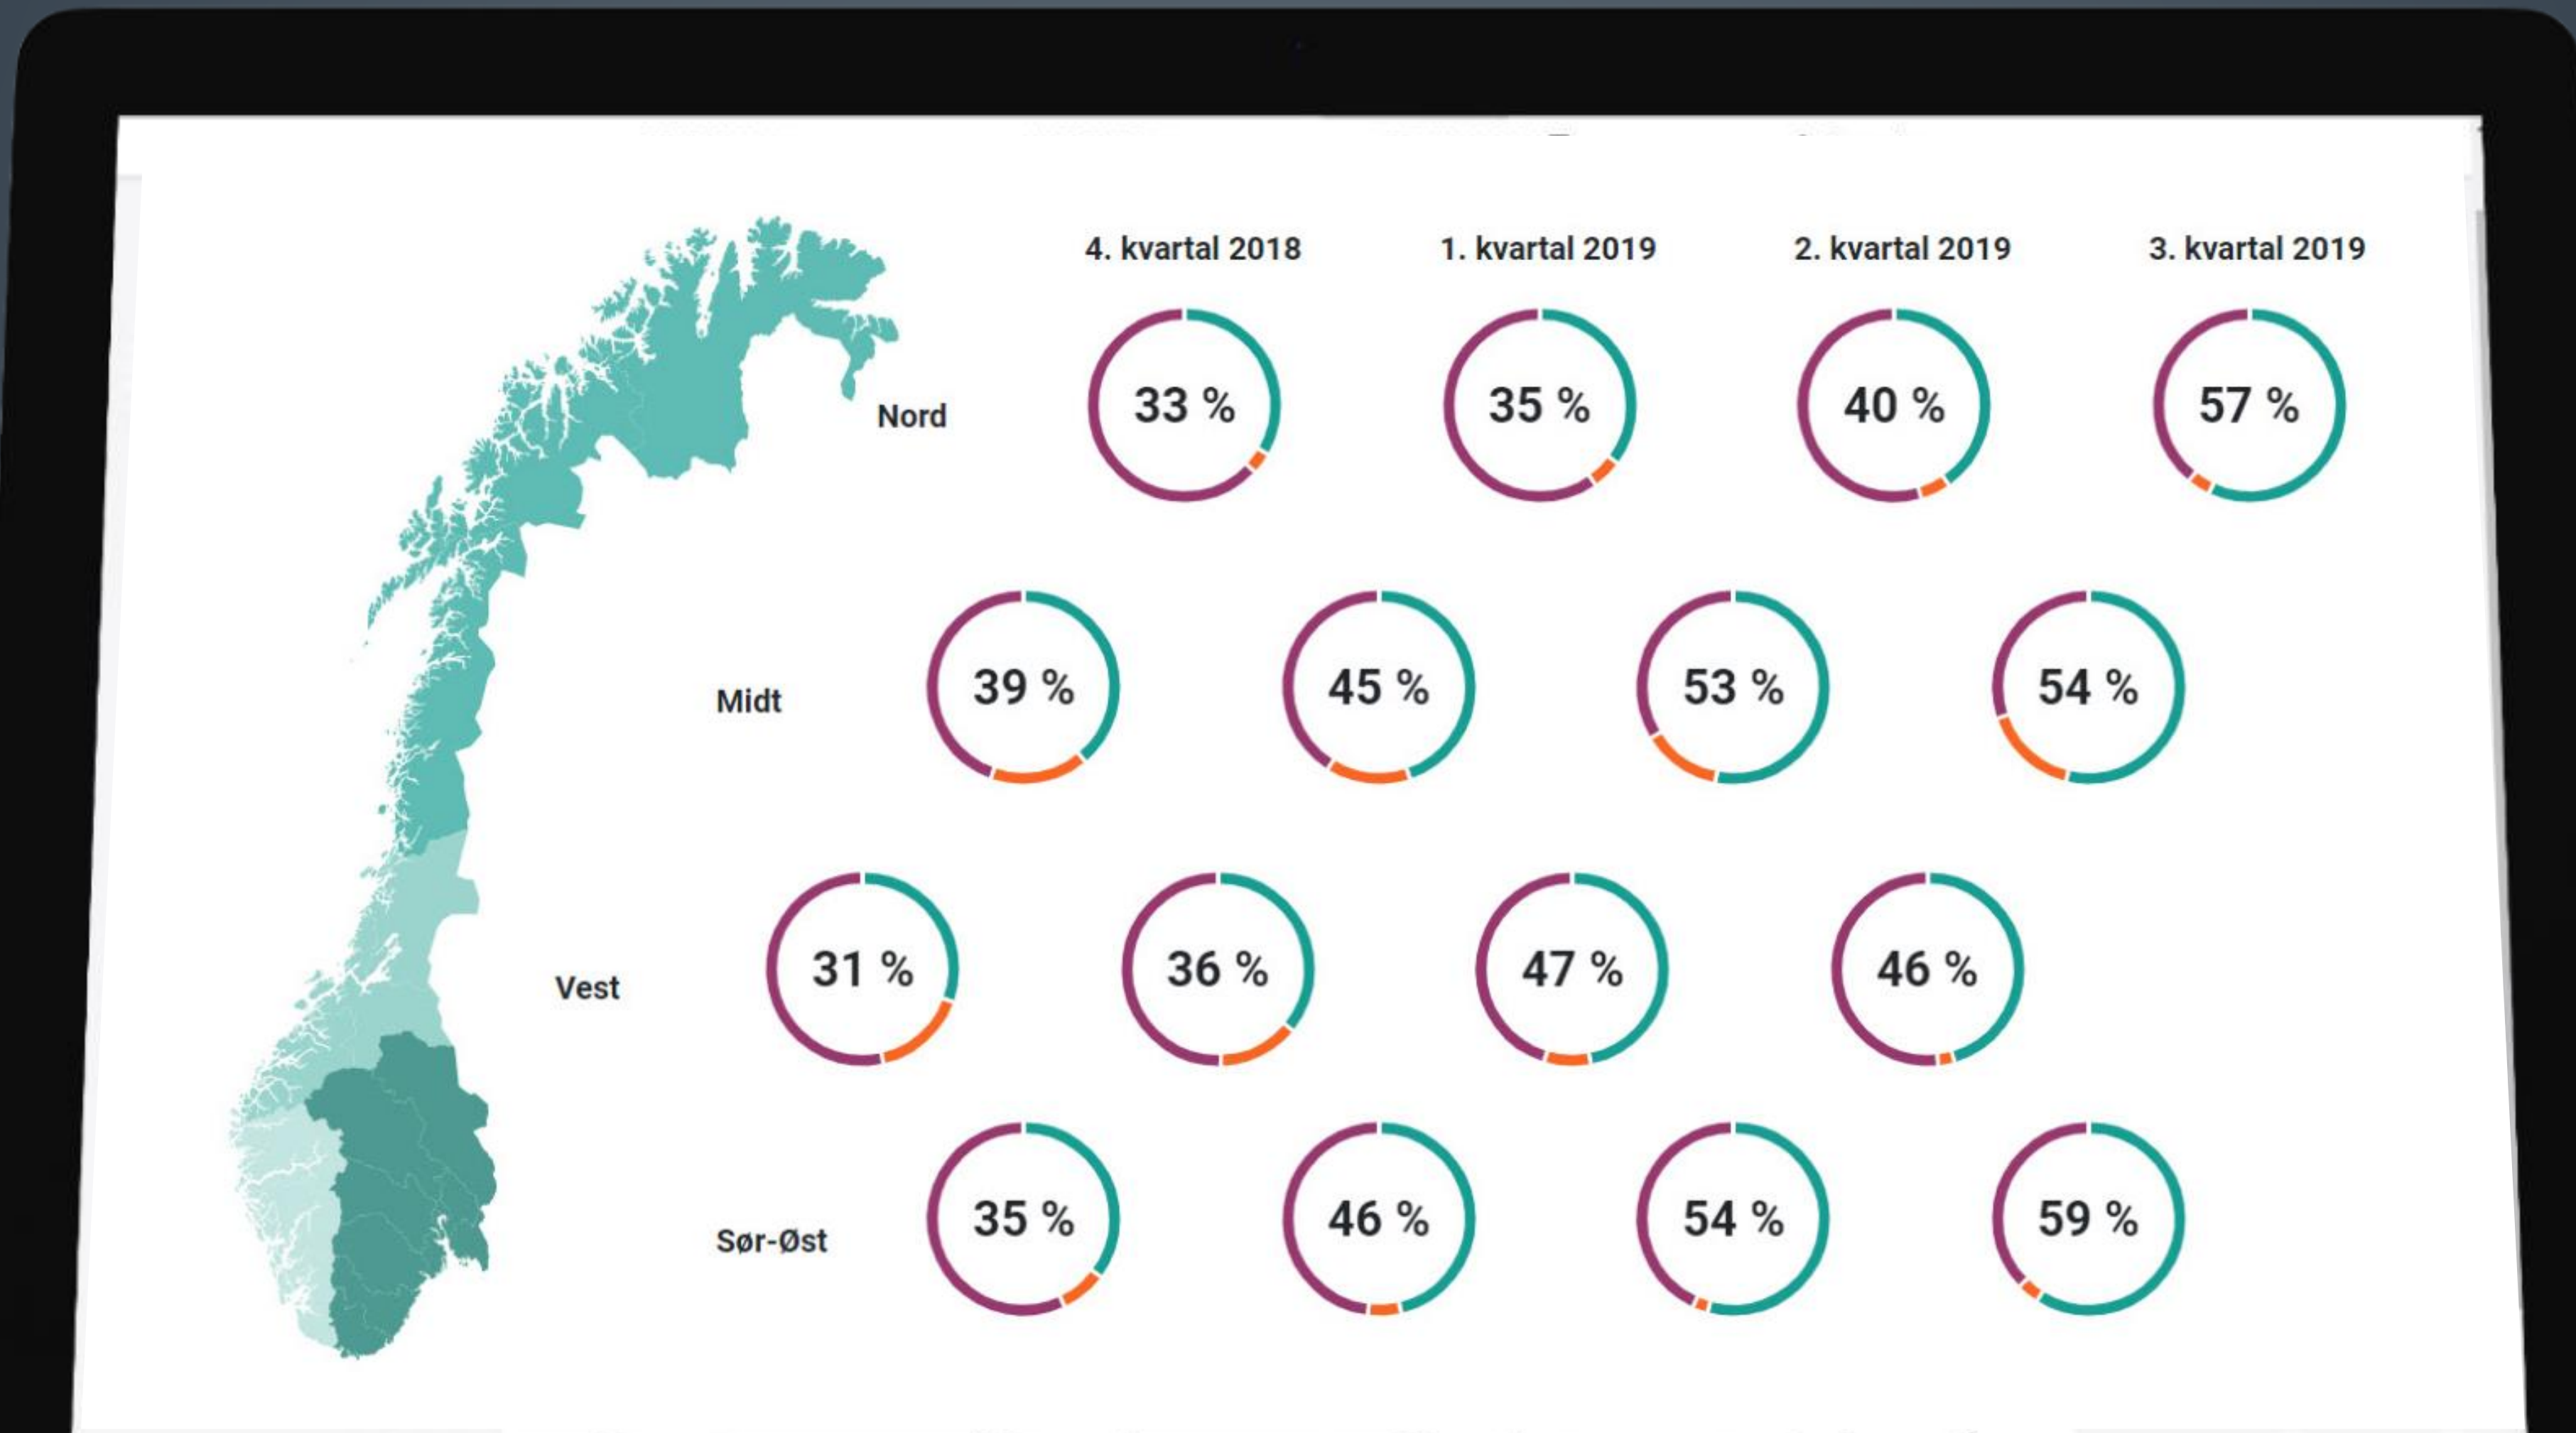 4. kvartal 2018 1. kvartal 2019 2. kvartal 2019 3. kvartal 2019
Nord 33 % 35 % 40 % 57 %
Midt 39 % 45 % 53 % 54 %
Vest 31 % 36 % 47 % 46 %
Sør-Øst 35 % 46 % 54 % 59 %